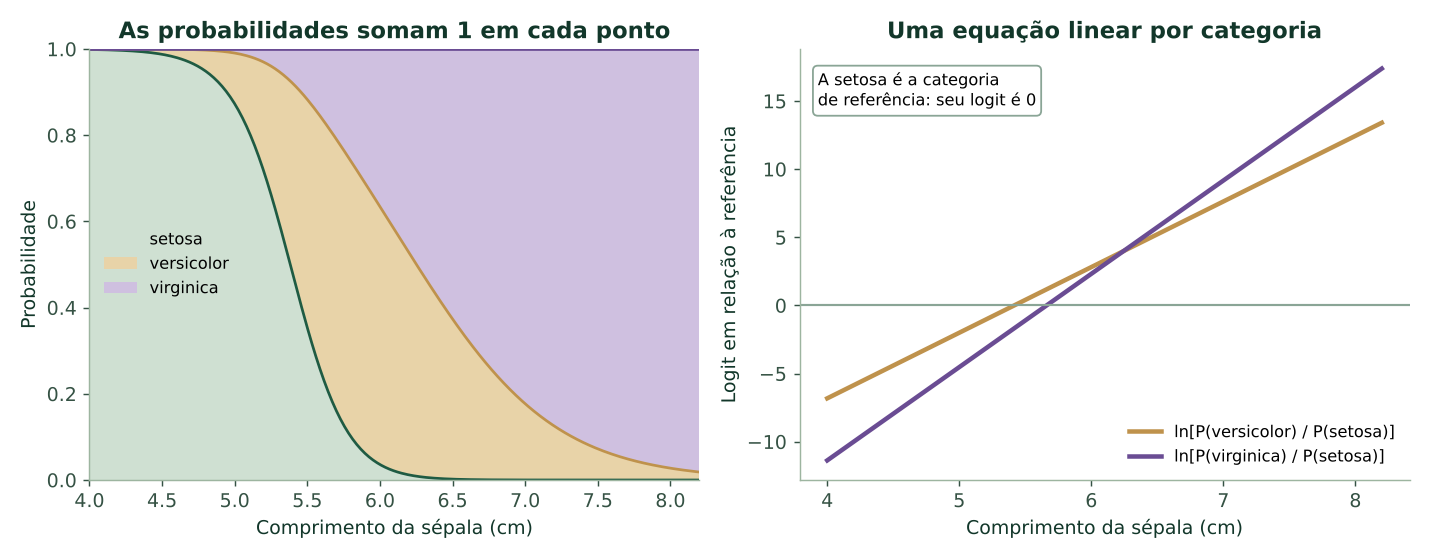 As probabilidades somam 1 em cada ponto
Probabilidade
1.0
0.8
0.6
0.4
0.2
0.0
setosa
versicolor
virginica
4.0 4.5 5.0 5.5 6.0 6.5 7.0 7.5 8.0
Comprimento da sépala (cm)
Uma equação linear por categoria
Logit em relação à referência
15
10
5
0
−5
−10
A setosa é a categoria
de referência: seu logit é 0
ln[P(versicolor) / P(setosa)]
ln[P(virginica) / P(setosa)]
4 5 6 7 8
Comprimento da sépala (cm)